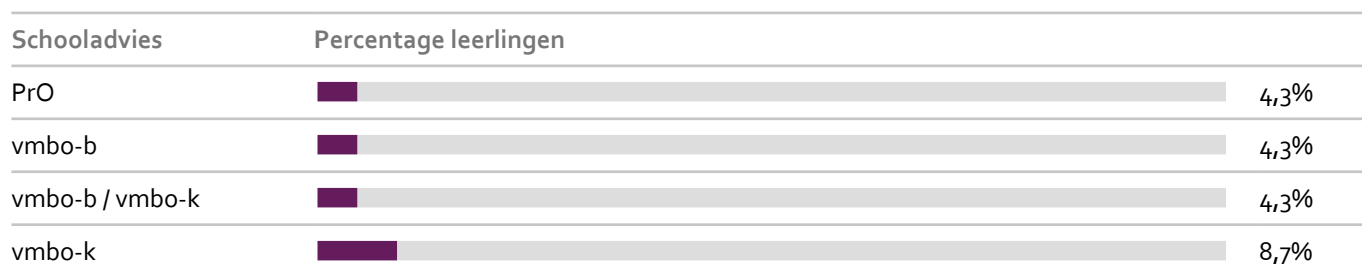 Schooladvies Percentage leerlingen
PrO 4,3%
vmbo-b 4,3%
vmbo-b / vmbo-k 4,3%
vmbo-k 8,7%